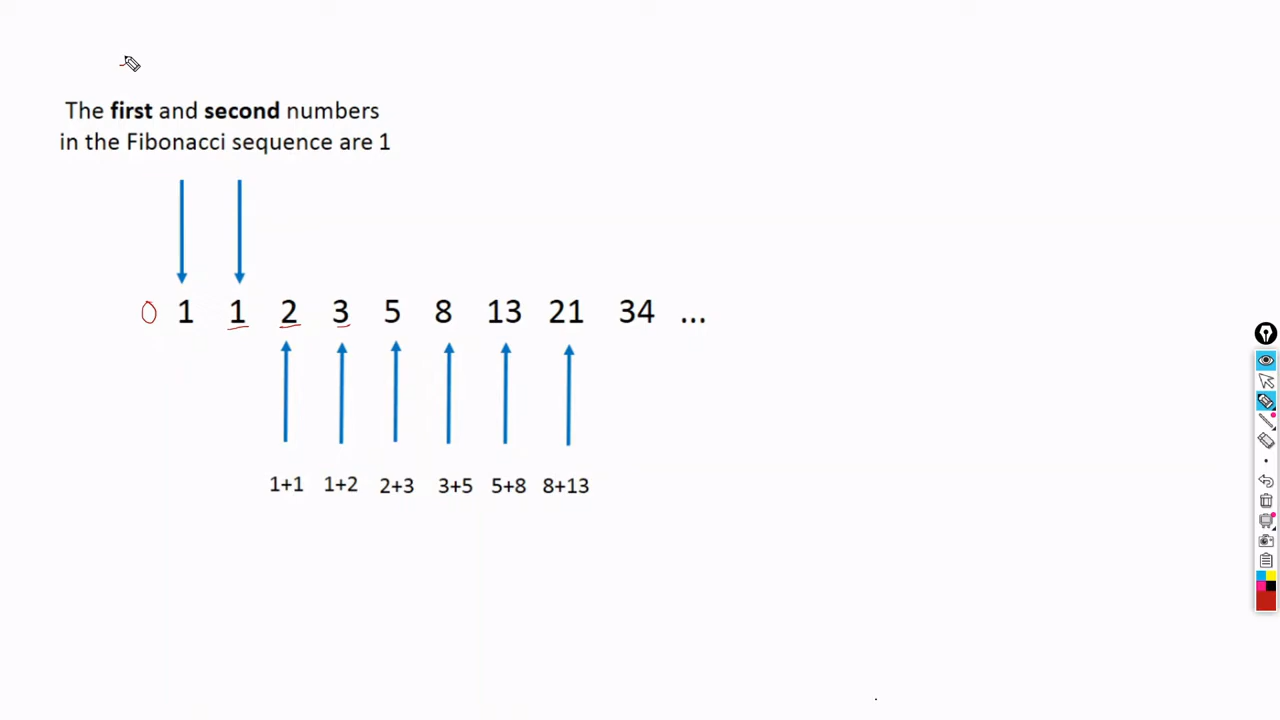 The first and second numbers
in the Fibonacci sequence are 1
0 1 1 2 3 5 8 13 21 34 ...
1+1 1+2 2+3 3+5 5+8 8+13